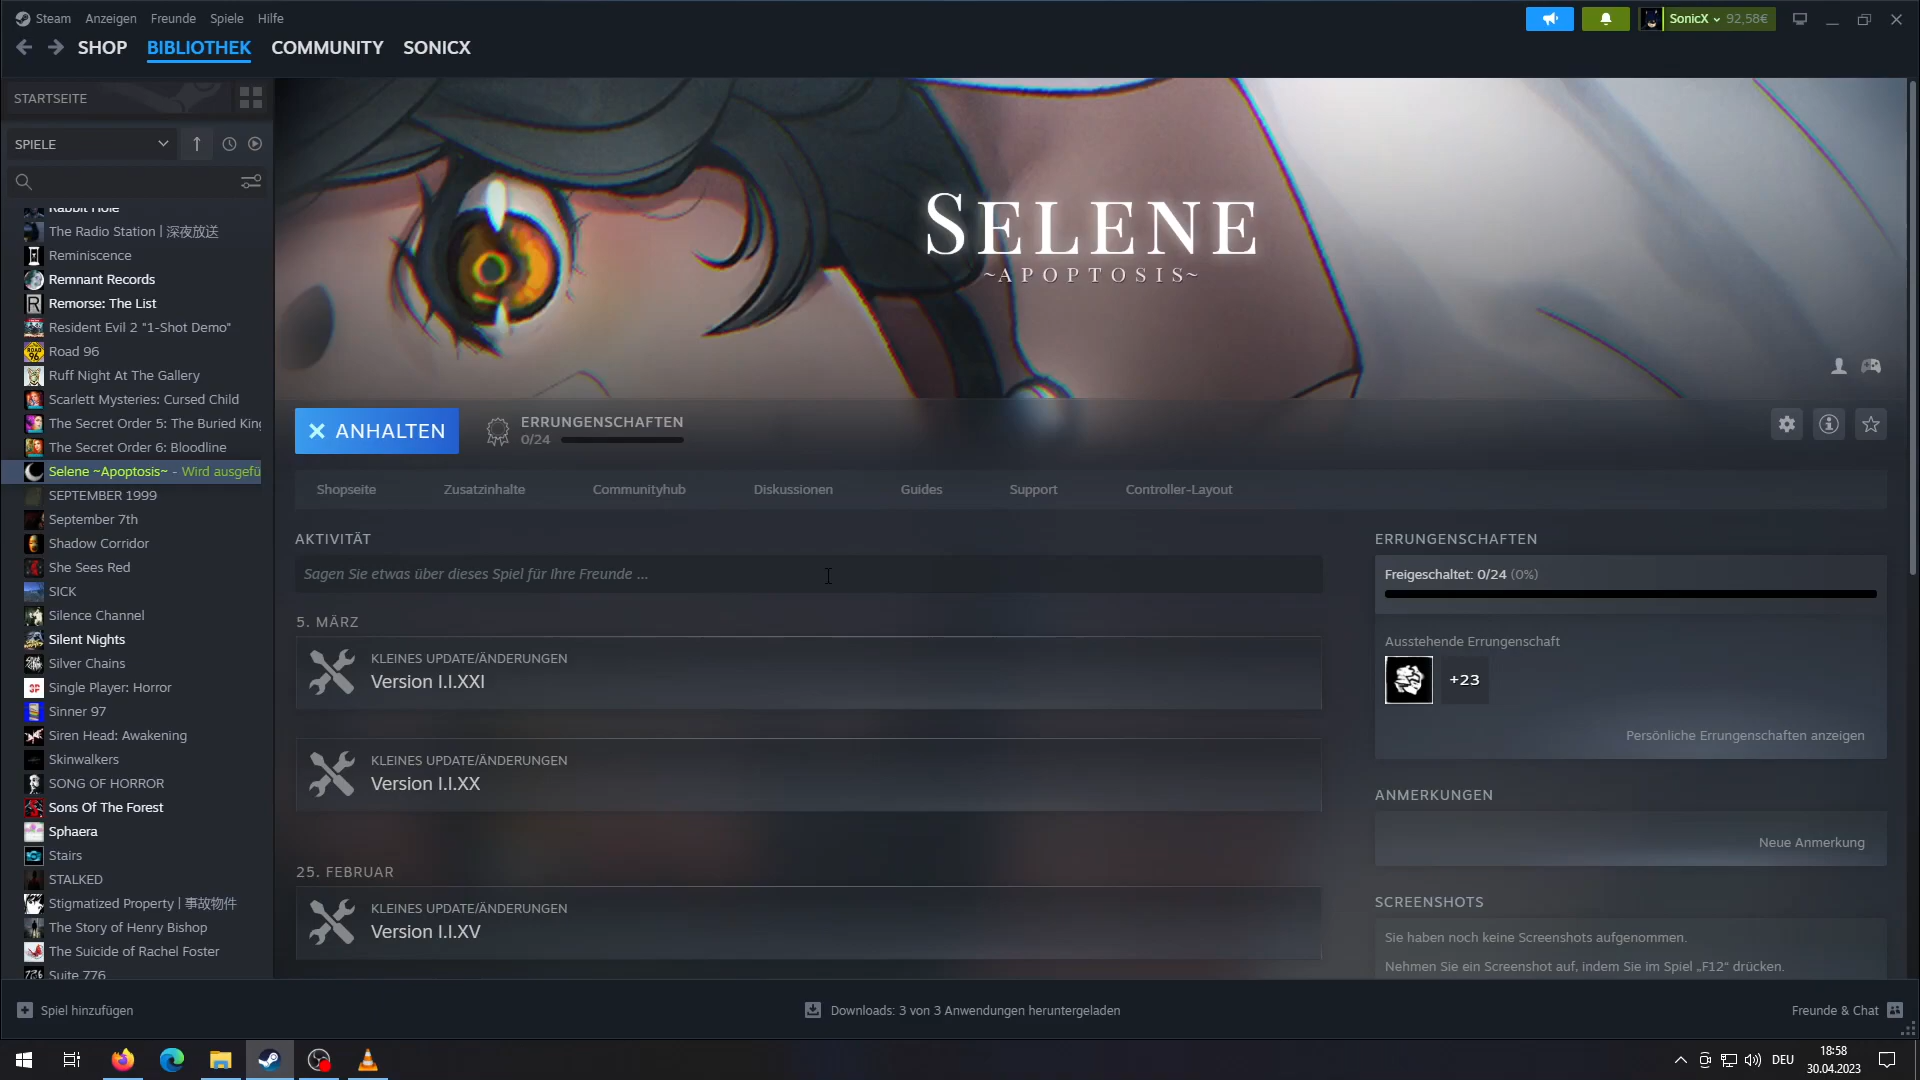 Steam Anzeigen Freunde Spiele Hilfe
SonicX 92,58€
SHOP BIBLIOTHEK COMMUNITY SONICX
STARTSEITE
SPIELE
Rabbit Hole
The Radio Station | 深夜放送
Reminiscence
Remnant Records
Remorse: The List
Resident Evil 2 "1-Shot Demo"
Road 96
Ruff Night At The Gallery
Scarlett Mysteries: Cursed Child
The Secret Order 5: The Buried King
The Secret Order 6: Bloodline
Selene ~Apoptosis~ - Wird ausgefü
SEPTEMBER 1999
September 7th
Shadow Corridor
She Sees Red
SICK
Silence Channel
Silent Nights
Silver Chains
Single Player: Horror
Sinner 97
Siren Head: Awakening
Skinwalkers
SONG OF HORROR
Sons Of The Forest
Sphaera
Stairs
STALKED
Stigmatized Property | 事故物件
The Story of Henry Bishop
The Suicide of Rachel Foster
Suite 776
SELENE
~APOPTOSIS~
ANHALTEN
ERRUNGENSCHAFTEN
0/24
Shopseite Zusatzinhalte Communityhub Diskussionen Guides Support Controller-Layout
AKTIVITÄT
Sagen Sie etwas über dieses Spiel für Ihre Freunde ...
5. MÄRZ
KLEINES UPDATE/ÄNDERUNGEN
Version I.I.XXI
KLEINES UPDATE/ÄNDERUNGEN
Version I.I.XX
25. FEBRUAR
KLEINES UPDATE/ÄNDERUNGEN
Version I.I.XV
ERRUNGENSCHAFTEN
Freigeschaltet: 0/24 (0%)
Ausstehende Errungenschaft
+23
Persönliche Errungenschaften anzeigen
ANMERKUNGEN
Neue Anmerkung
SCREENSHOTS
Sie haben noch keine Screenshots aufgenommen.
Nehmen Sie ein Screenshot auf, indem Sie im Spiel „F12“ drücken.
Spiel hinzufügen
Downloads: 3 von 3 Anwendungen heruntergeladen
Freunde & Chat
DEU
18:58
30.04.2023